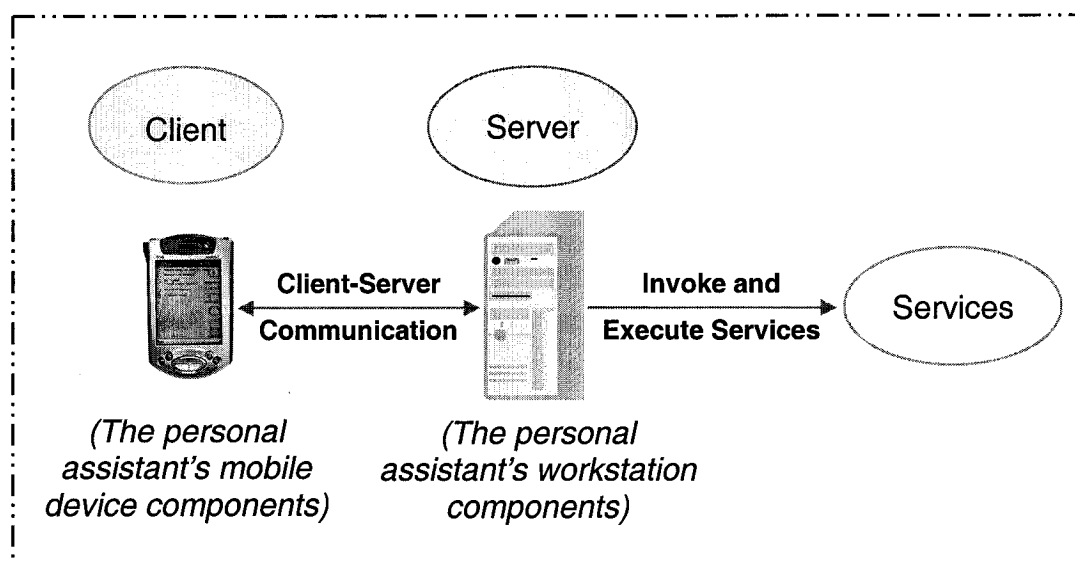 Client
Server
Client-Server
Communication
Invoke and
Execute Services
Services
(The personal
assistant's mobile
device components)
(The personal
assistant's workstation
components)